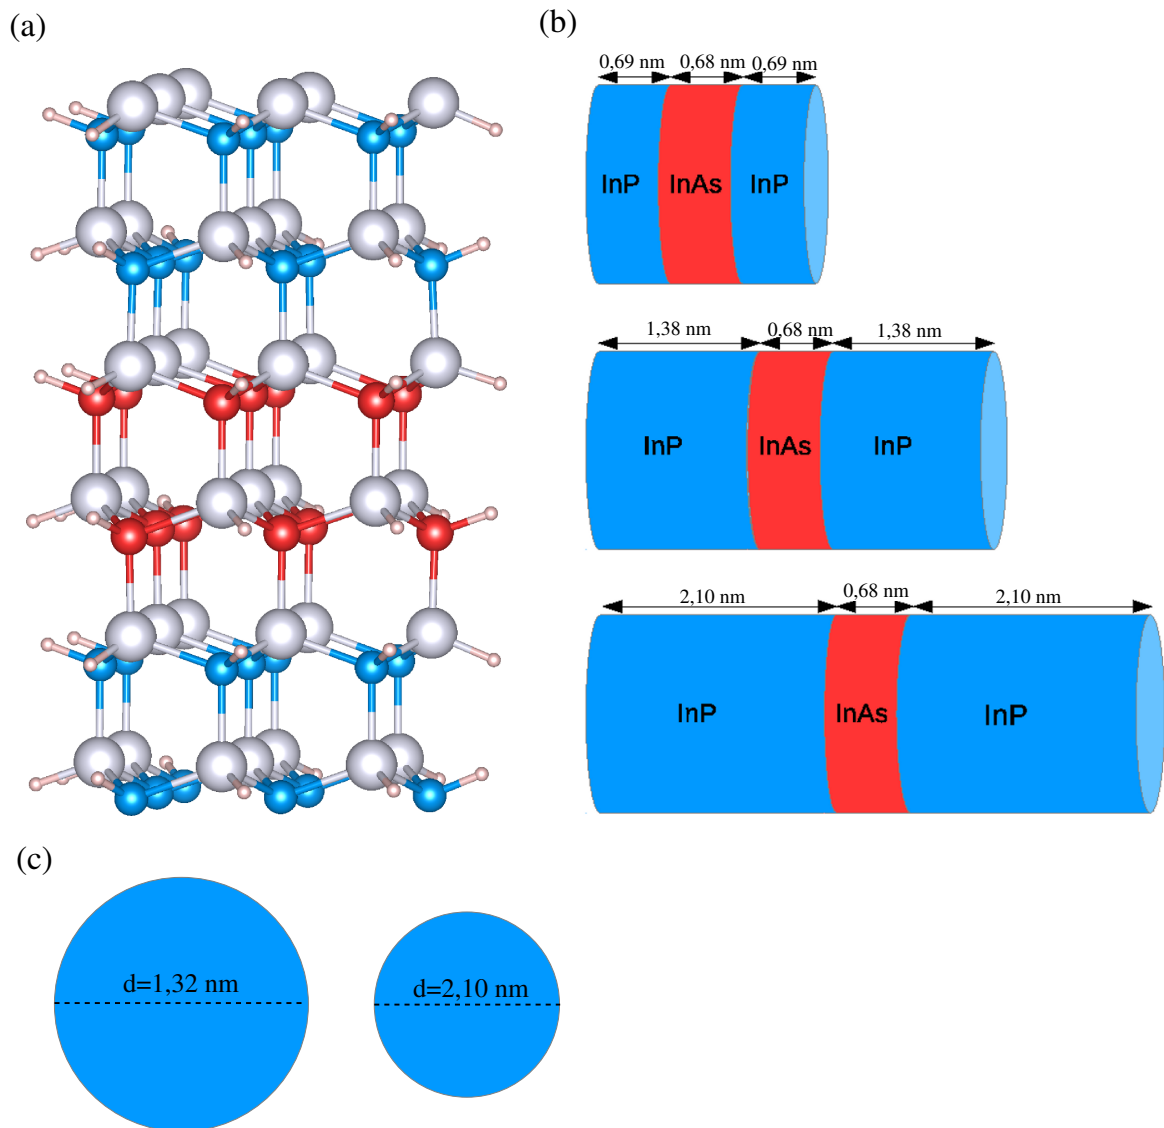 (a)
(b)
0,69 nm 0,68 nm 0,69 nm
InP InAs InP
1,38 nm 0,68 nm 1,38 nm
InP InAs InP
2,10 nm 0,68 nm 2,10 nm
InP InAs InP
(c)
d=1,32 nm
d=2,10 nm